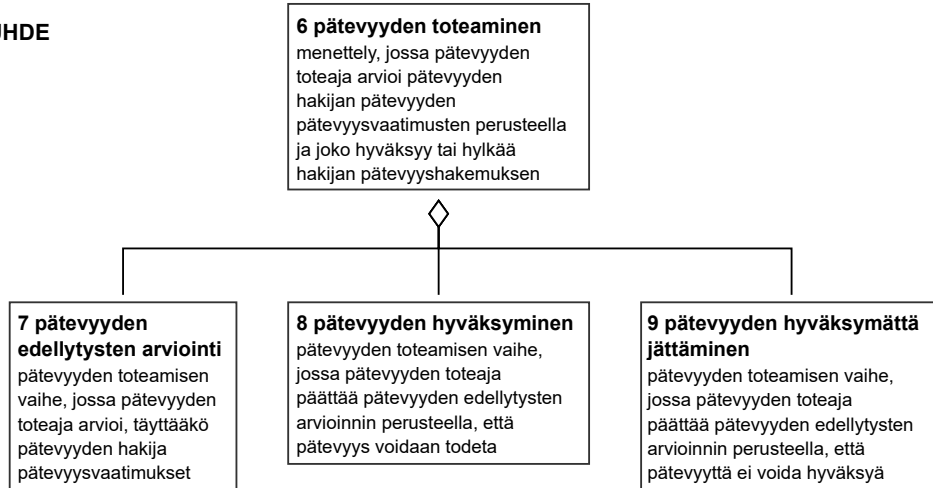 6 pätevyyden toteaminen
menettely, jossa pätevyyden
toteaja arvioi pätevyyden
hakijan pätevyyden
pätevyysvaatimusten perusteella
ja joko hyväksyy tai hylkää
hakijan pätevyyshakemuksen
7 pätevyyden
edellytysten arviointi
pätevyyden toteamisen
vaihe, jossa pätevyyden
toteaja arvioi, täyttääkö
pätevyyden hakija
pätevyysvaatimukset
8 pätevyyden hyväksyminen
pätevyyden toteamisen vaihe,
jossa pätevyyden toteaja
päättää pätevyyden edellytysten
arvioinnin perusteella, että
pätevyys voidaan todeta
9 pätevyyden hyväksymättä
jättäminen
pätevyyden toteamisen vaihe,
jossa pätevyyden toteaja
päättää pätevyyden edellytysten
arvioinnin perusteella, että
pätevyyttä ei voida hyväksyä